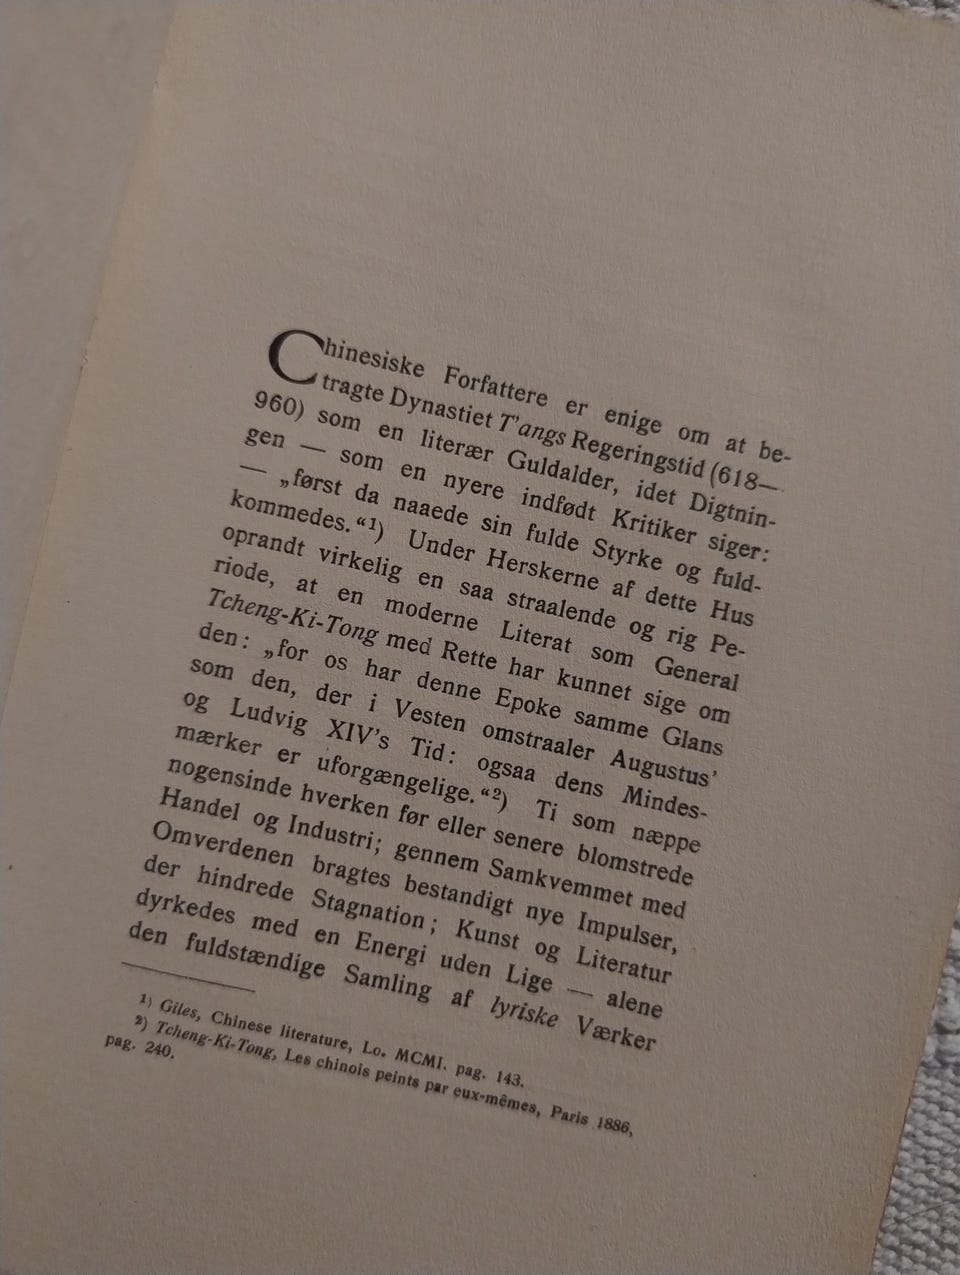 Chinesiske Forfattere er enige om at be-
tragte Dynastiet T'angs Regeringstid (618—
960) som en literær Guldalder, idet Digtnin-
gen — som en nyere indfødt Kritiker siger:
— „først da naaede sin fulde Styrke og fuld-
kommedes.“¹) Under Herskerne af dette Hus
oprandt virkelig en saa straalende og rig Pe-
riode, at en moderne Literat som General
Tcheng-Ki-Tong med Rette har kunnet sige om
den: „for os har denne Epoke samme Glans
som den, der i Vesten omstraaler Augustus'
og Ludvig XIV's Tid: ogsaa dens Mindes-
mærker er uforgængelige.“²) Ti som næppe
nogensinde hverken før eller senere blomstrede
Handel og Industri; gennem Samkvemmet med
Omverdenen bragtes bestandigt nye Impulser,
der hindrede Stagnation; Kunst og Literatur
dyrkedes med en Energi uden Lige — alene
den fuldstændige Samling af lyriske Værker
¹) Giles, Chinese literature, Lo. MCMI. pag. 143.
²) Tcheng-Ki-Tong, Les chinois peints par eux-mêmes, Paris 1886,
pag. 240.